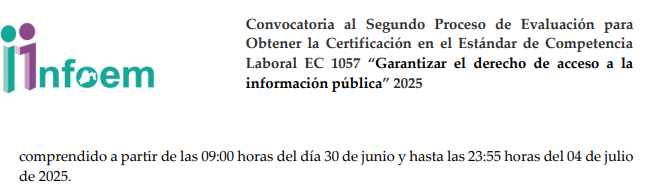 Convocatoria al Segundo Proceso de Evaluación para
Obtener la Certificación en el Estándar de Competencia
Laboral EC 1057 “Garantizar el derecho de acceso a la
información pública” 2025
infoem
comprendido a partir de las 09:00 horas del día 30 de junio y hasta las 23:55 horas del 04 de julio
de 2025.